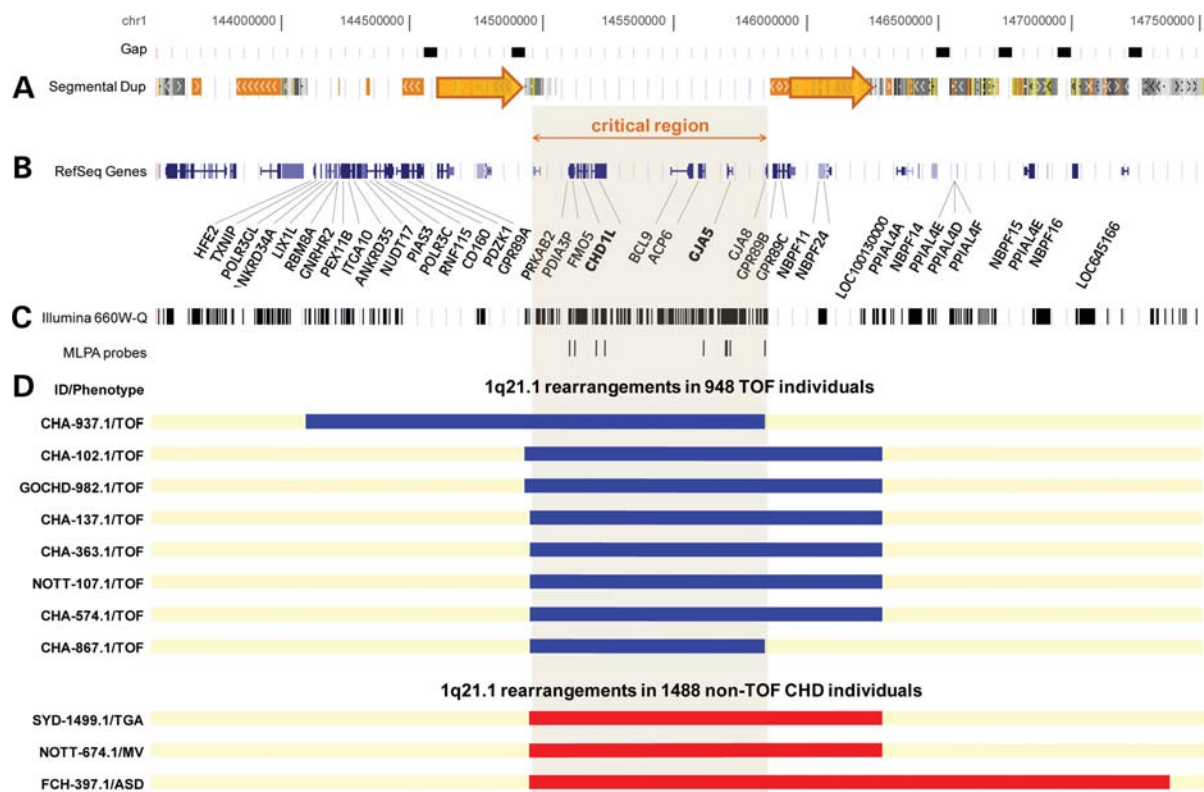 chr1 144000000 144500000 145000000 145500000 146000000 146500000 147000000 147500000
Gap
A Segmental Dup
critical region
B RefSeq Genes
HFE2
TXNIP
POLR3GL
ANKRD34A
LIX1L
RBM8A
GNRHR2
PEX11B
ITGA10
ANKRD35
NUDT17
PIAS3
POLR3C
RNF115
CD160
PDZK1
GPR89A
PRKAB2
PDIA3P
FMO5
CHD1L
BCL9
ACP6
GJA5
GJA8
GPR89B
GPR89C
NBPF11
NBPF24
LOC100130000
PPIAL4A
NBPF14
PPIAL4E
PPIAL4D
PPIAL4F
NBPF15
PPIAL4E
NBPF16
LOC645166
C Illumina 660W-Q
MLPA probes
D ID/Phenotype 1q21.1 rearrangements in 948 TOF individuals
CHA-937.1/TOF
CHA-102.1/TOF
GOCHD-982.1/TOF
CHA-137.1/TOF
CHA-363.1/TOF
NOTT-107.1/TOF
CHA-574.1/TOF
CHA-867.1/TOF
1q21.1 rearrangements in 1488 non-TOF CHD individuals
SYD-1499.1/TGA
NOTT-674.1/MV
FCH-397.1/ASD